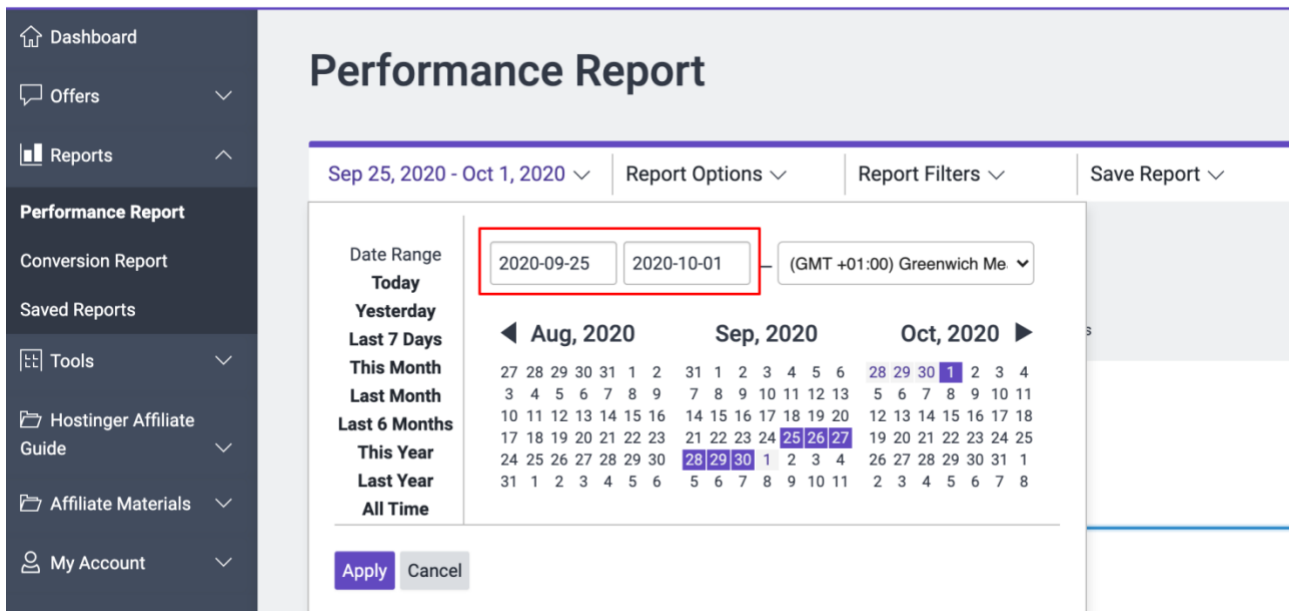 Dashboard
Offers
Reports
Performance Report
Conversion Report
Saved Reports
Tools
Hostinger Affiliate
Guide
Affiliate Materials
My Account
Performance Report
Sep 25, 2020 - Oct 1, 2020
Report Options
Report Filters
Save Report
Date Range
Today
Yesterday
Last 7 Days
This Month
Last Month
Last 6 Months
This Year
Last Year
All Time
2020-09-25
2020-10-01
–
(GMT +01:00) Greenwich Me
Aug, 2020
27 28 29 30 31 1 2
3 4 5 6 7 8 9
10 11 12 13 14 15 16
17 18 19 20 21 22 23
24 25 26 27 28 29 30
31 1 2 3 4 5 6
Sep, 2020
31 1 2 3 4 5 6
7 8 9 10 11 12 13
14 15 16 17 18 19 20
21 22 23 24 25 26 27
28 29 30 1 2 3 4
5 6 7 8 9 10 11
Oct, 2020
28 29 30 1 2 3 4
5 6 7 8 9 10 11
12 13 14 15 16 17 18
19 20 21 22 23 24 25
26 27 28 29 30 31 1
2 3 4 5 6 7 8
Apply
Cancel